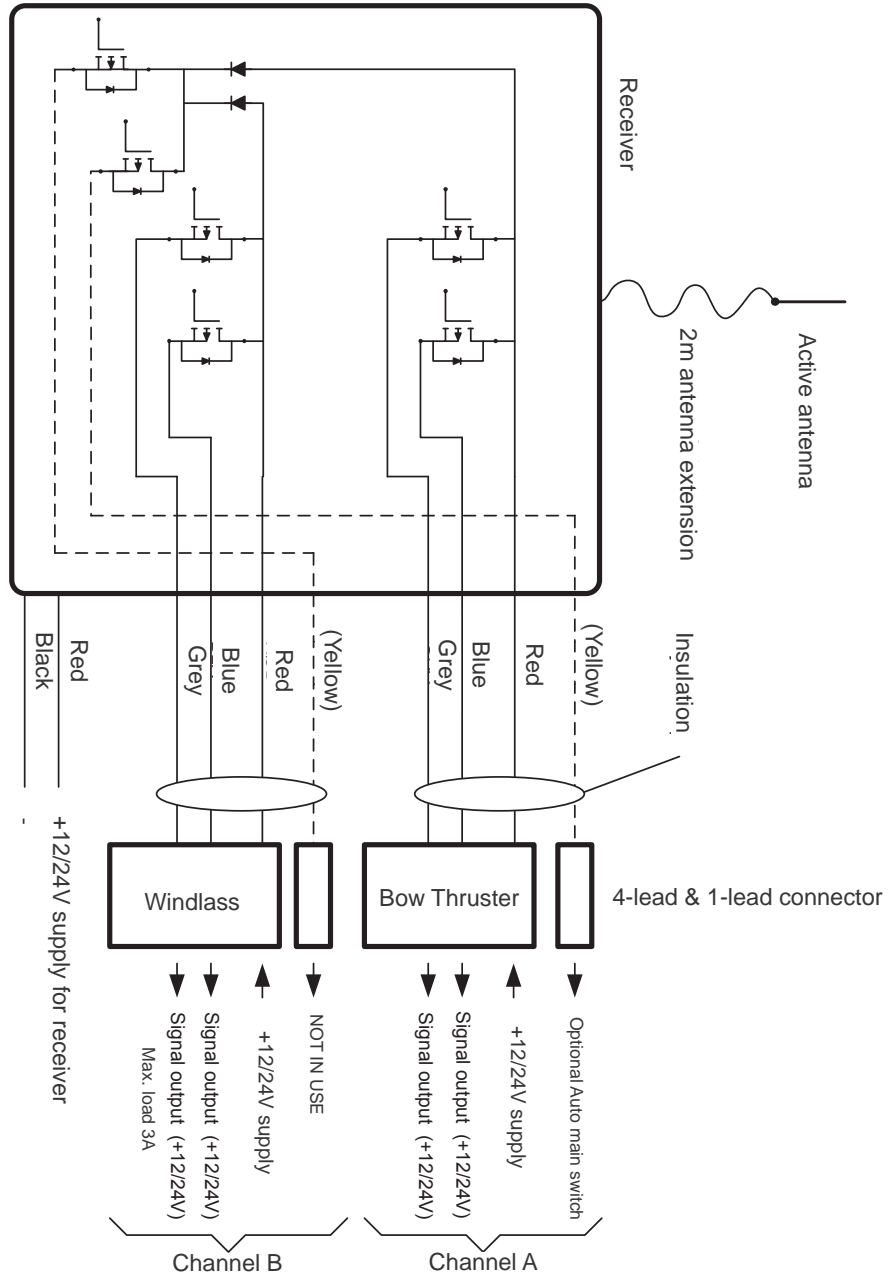 Receiver
Active antenna
2m antenna extension
Insulation
(Yellow)
Red
Blue
Grey
(Yellow)
Red
Blue
Grey
Red
Black
-
+12/24V supply for receiver
Windlass
Bow Thruster
4-lead & 1-lead connector
Optional Auto main switch
+12/24V supply
Signal output (+12/24V)
Signal output (+12/24V)
NOT IN USE
+12/24V supply
Signal output (+12/24V)
Signal output (+12/24V)
Max. load 3A
Channel B
Channel A